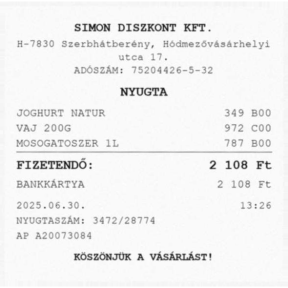 SIMON DISZKONT KFT.
H-7830 Szerbhátberény, Hódmezővásárhelyi
utca 17.
ADÓSZÁM: 75204426-5-32
NYUGTA
JOGHURT NATUR 349 B00
VAJ 200G 972 C00
MOSOGATOSZER 1L 787 B00
FIZETENDŐ: 2 108 Ft
BANKKÁRTYA 2 108 Ft
2025.06.30. 13:26
NYUGTASZÁM: 3472/28774
AP A20073084
KÖSZÖNJÜK A VÁSÁRLÁST!